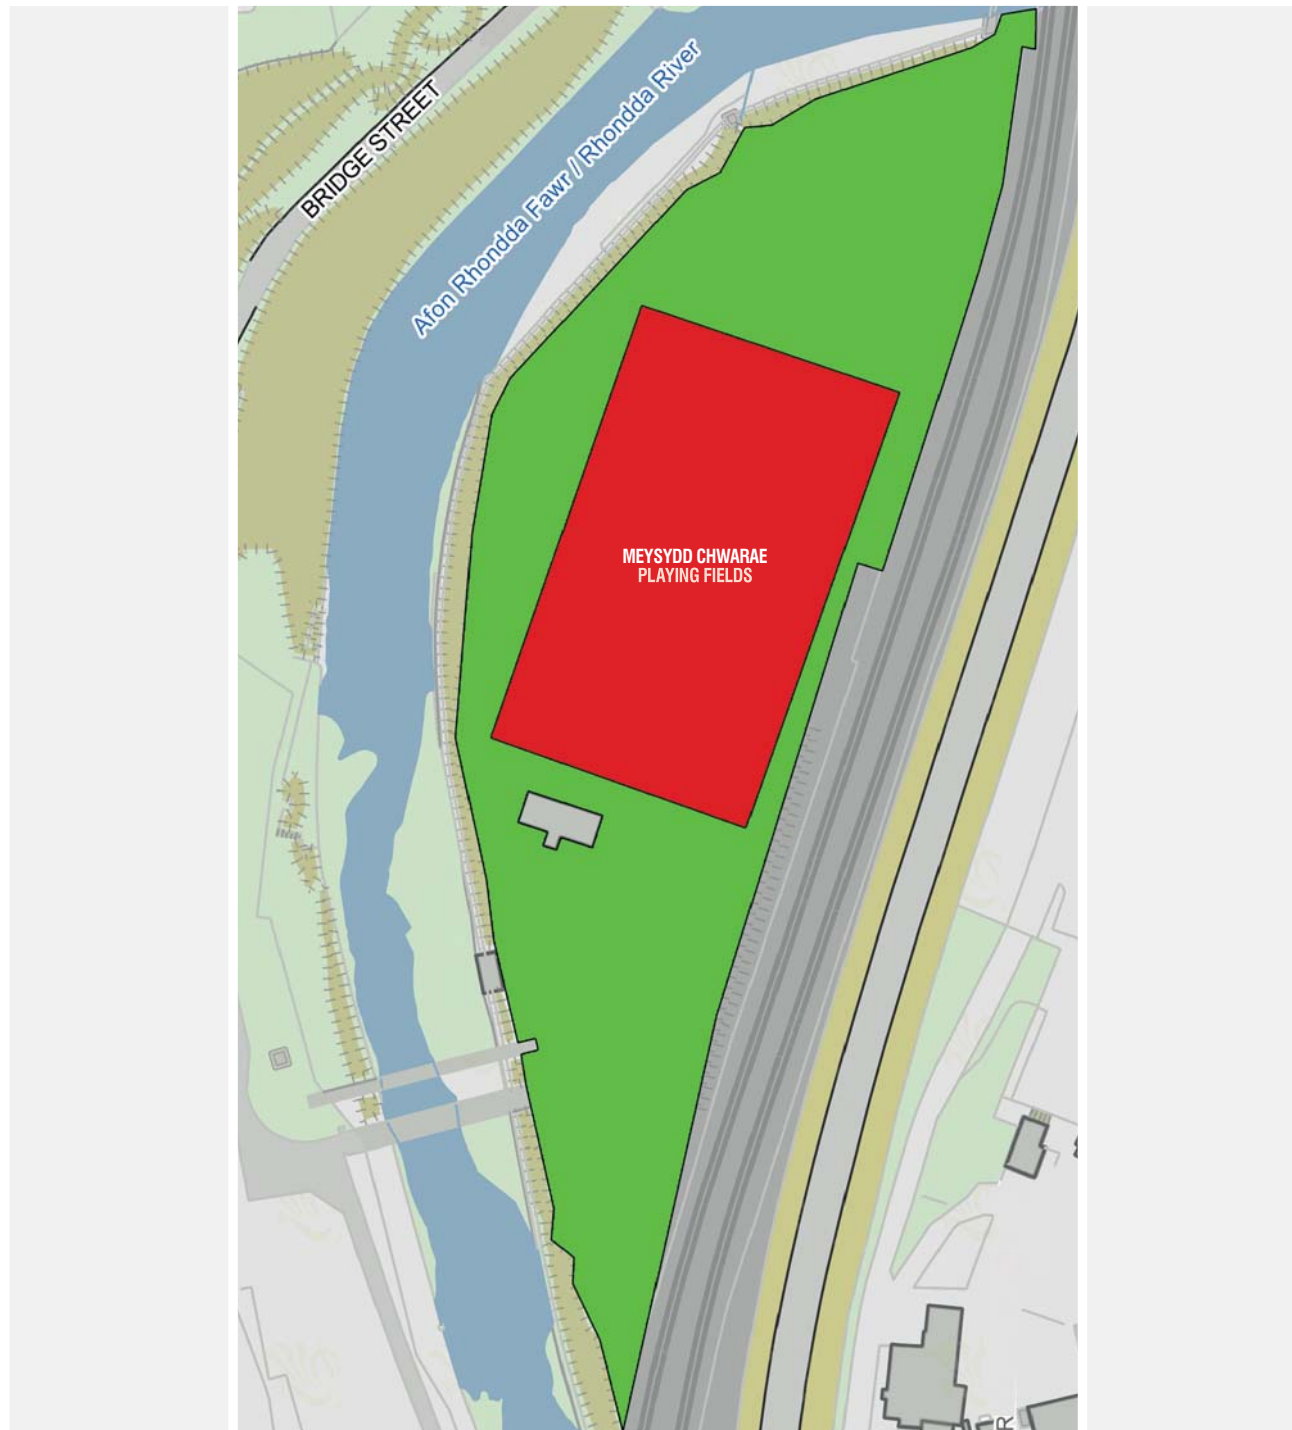 BRIDGE STREET
Afon Rhondda Fawr / Rhondda River
MEYSYDD CHWARAE
PLAYING FIELDS
R